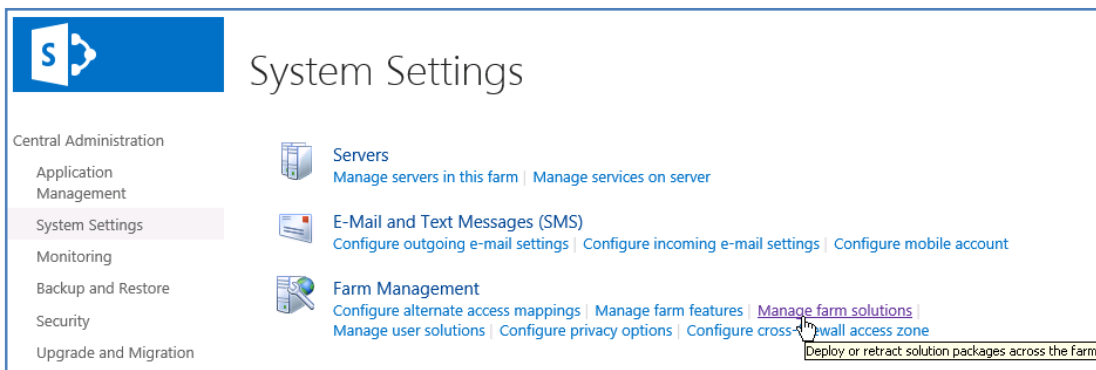 S
System Settings
Central Administration
Application
Management
System Settings
Monitoring
Backup and Restore
Security
Upgrade and Migration
Servers
Manage servers in this farm | Manage services on server
E-Mail and Text Messages (SMS)
Configure outgoing e-mail settings | Configure incoming e-mail settings | Configure mobile account
Farm Management
Configure alternate access mappings | Manage farm features | Manage farm solutions |
Manage user solutions | Configure privacy options | Configure cross-firewall access zone
Deploy or retract solution packages across the farm